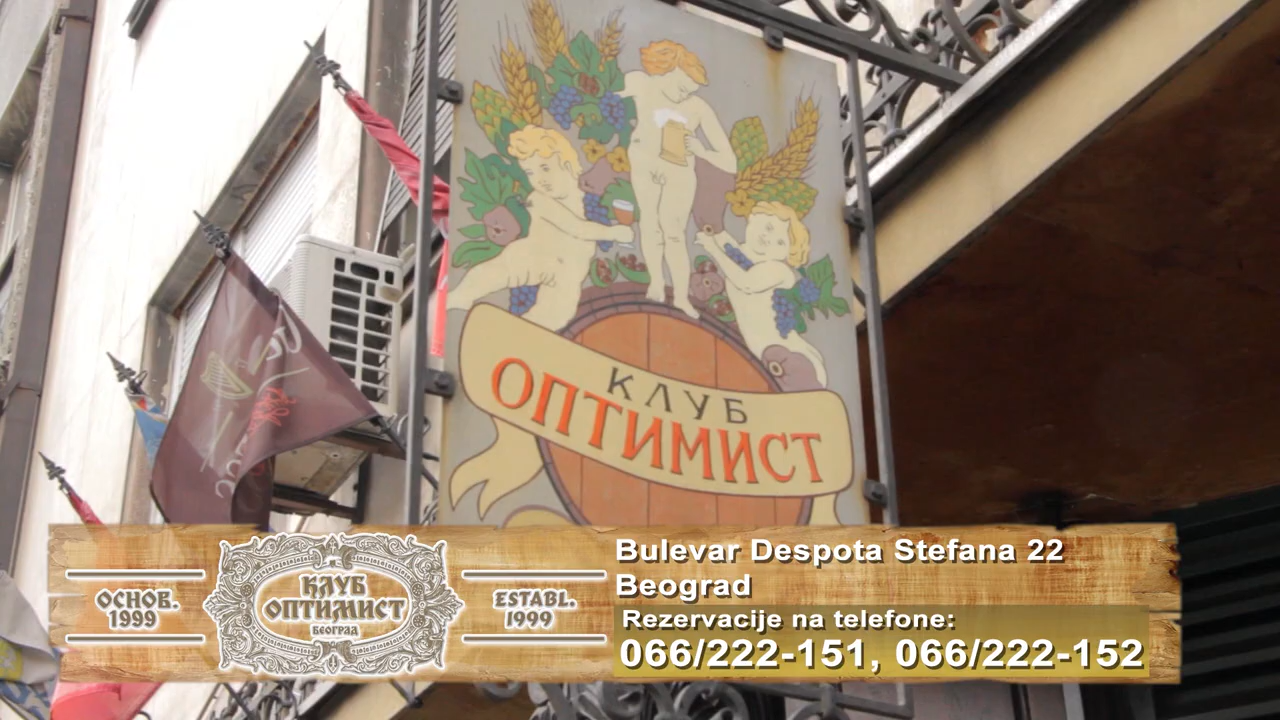 КЛУБ
ОПТИМИСТ
ОСНОВ.
1999
КЛУБ
ОПТИМИСТ
БЕОГРАД
ESTABL.
1999
Bulevar Despota Stefana 22
Beograd
Rezervacije na telefone:
066/222-151, 066/222-152